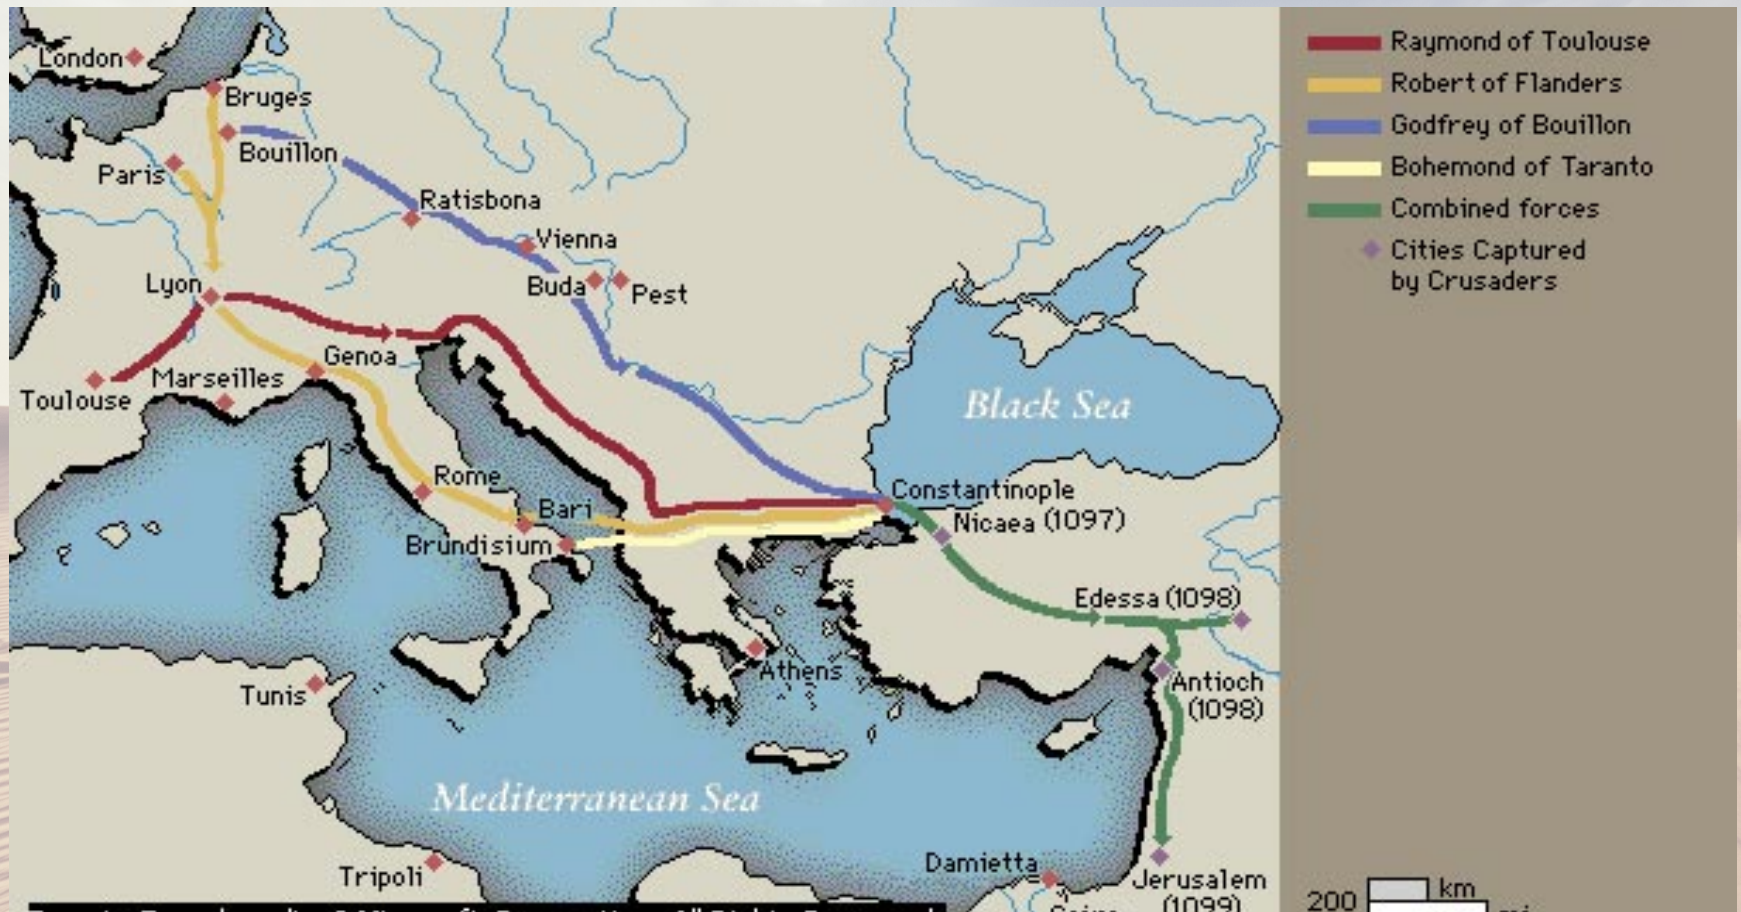 London
Bruges
Bouillon
Paris
Ratisbona
Vienna
Buda
Pest
Lyon
Genoa
Marseilles
Toulouse
Black Sea
Rome
Bari
Brundisium
Constantinople
Nicaea (1097)
Edessa (1098)
Athens
Antioch
(1098)
Tunis
Mediterranean Sea
Tripoli
Damietta
Jerusalem
(1099)
Raymond of Toulouse
Robert of Flanders
Godfrey of Bouillon
Bohemond of Taranto
Combined forces
Cities Captured
by Crusaders
200
km